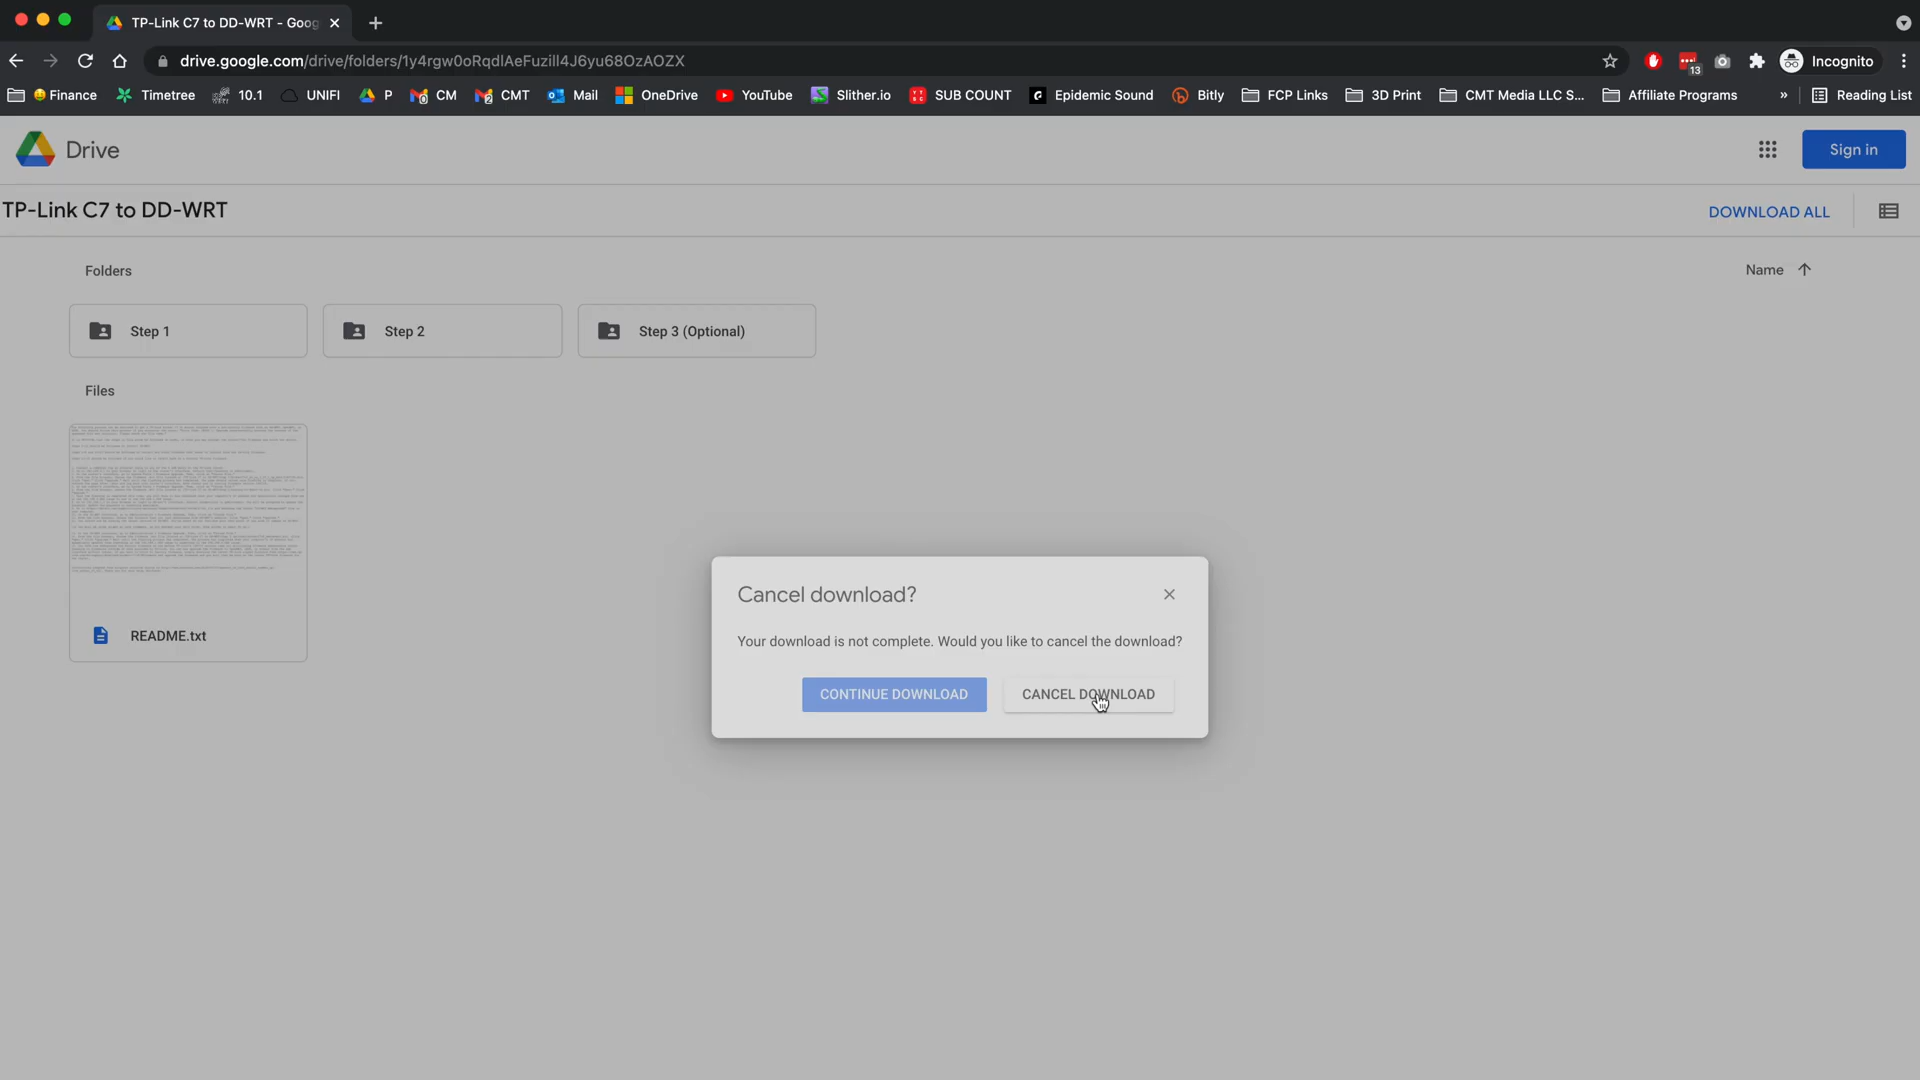 TP-Link C7 to DD-WRT - Goog
drive.google.com/drive/folders/1y4rgw0oRqdlAeFuzill4J6yu68OzAOZX
13
Incognito
Finance
Timetree
10.1
UNIFI
P
CM
CMT
Mail
OneDrive
YouTube
Slither.io
SUB COUNT
Epidemic Sound
Bitly
FCP Links
3D Print
CMT Media LLC S...
Affiliate Programs
»
Reading List
Drive
Sign in
TP-Link C7 to DD-WRT
DOWNLOAD ALL
Folders
Name
Step 1
Step 2
Step 3 (Optional)
Files
README.txt
Cancel download?
Your download is not complete. Would you like to cancel the download?
CONTINUE DOWNLOAD
CANCEL DOWNLOAD